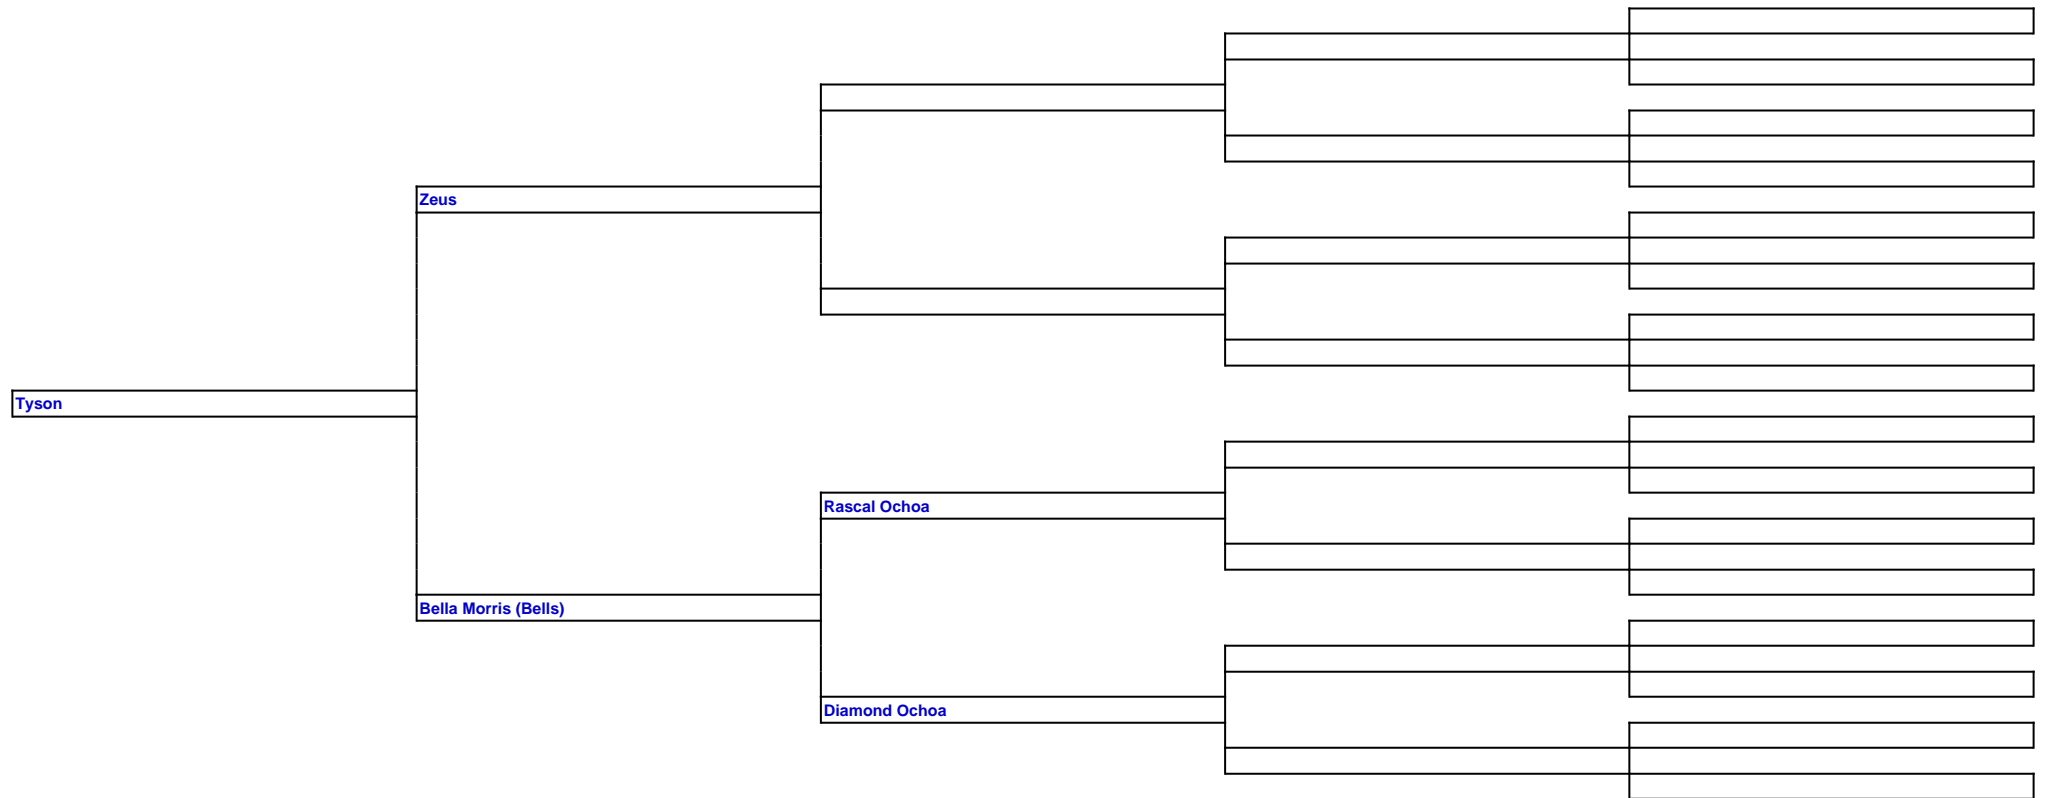 Zeus
Tyson
Rascal Ochoa
Bella Morris (Bells)
Diamond Ochoa